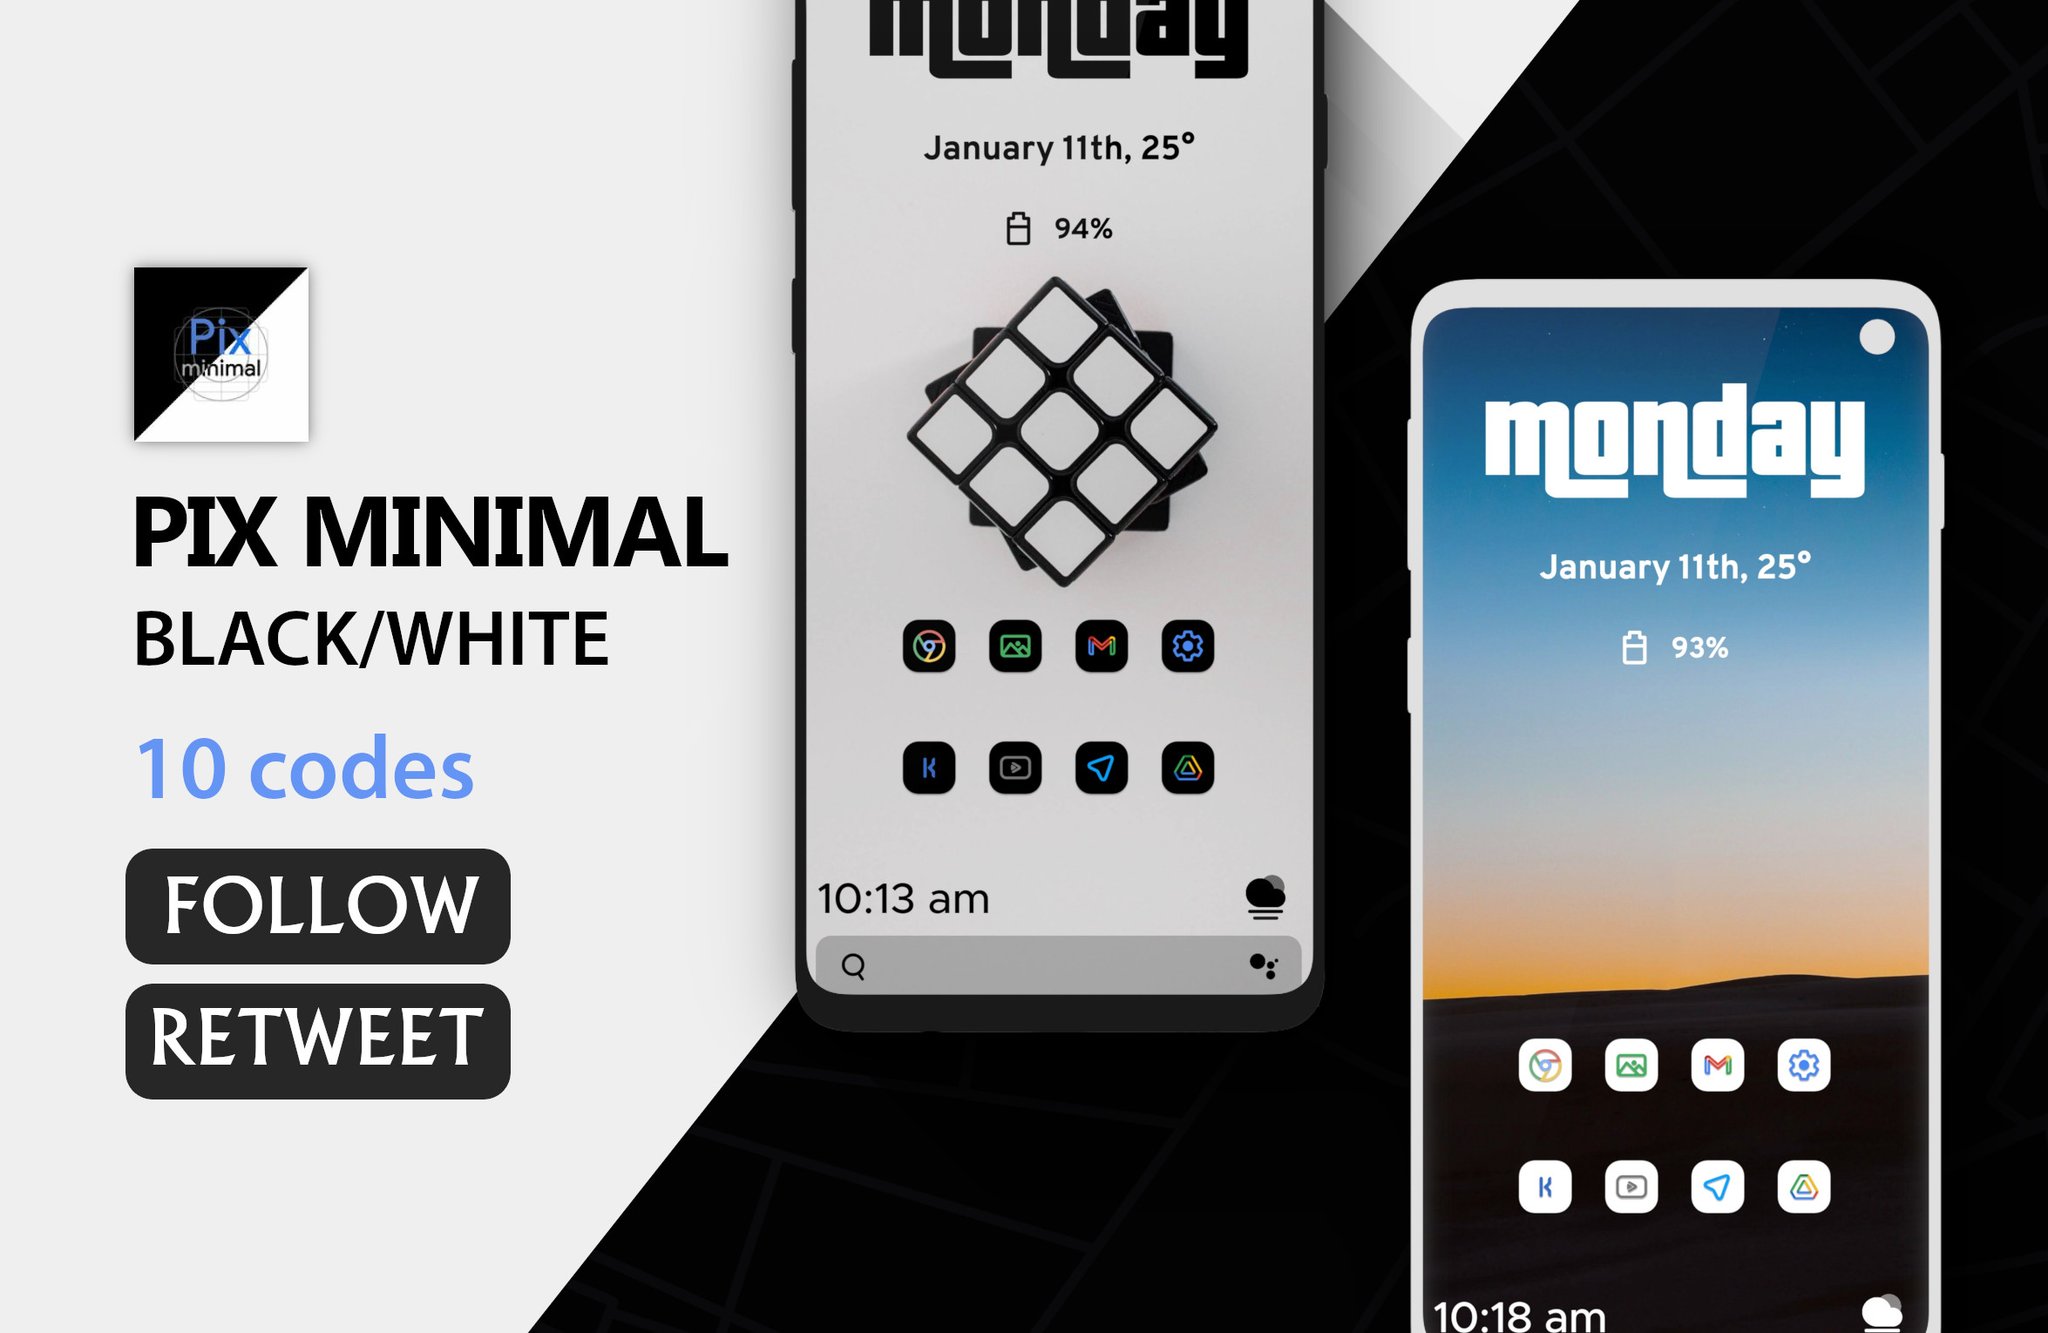 Pix
minimal
PIX MINIMAL
BLACK/WHITE
10 codes
FOLLOW
RETWEET
monday
January 11th, 25°
94%
10:13 am
monday
January 11th, 25°
93%
10:18 am